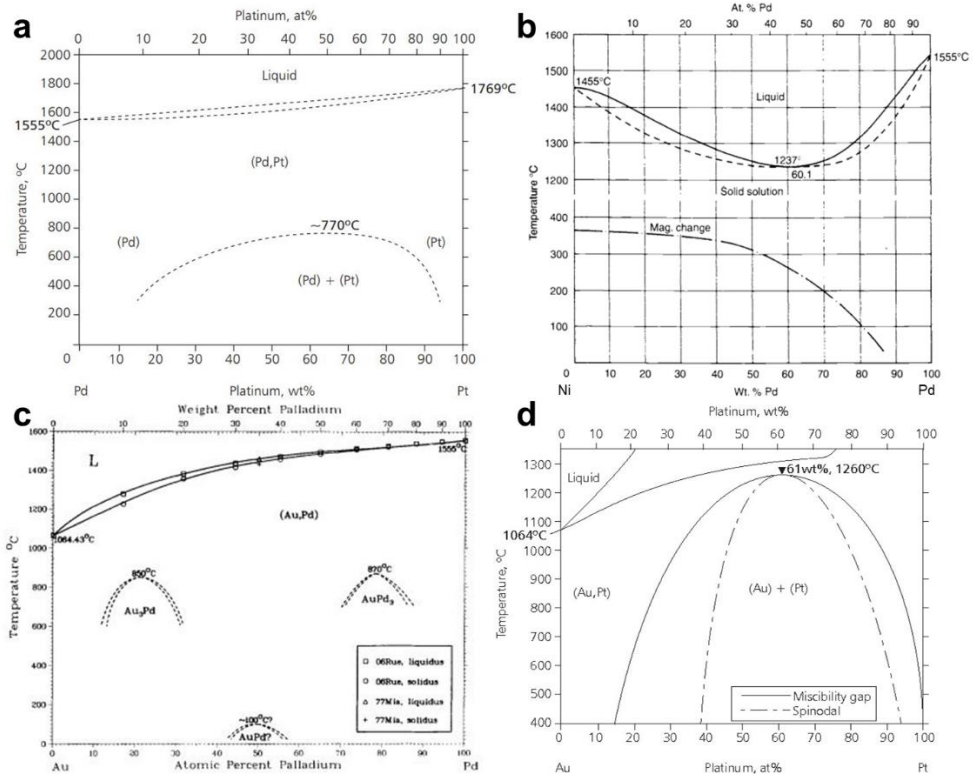 a
Platinum, at%
0 10 20 30 40 50 60 70 80 90 100
2000
1800
1600
1400
1200
1000
800
600
400
200
0
Temperature, °C
Liquid
1769°C
1555°C
(Pd,Pt)
~770°C
(Pd)
(Pt)
(Pd) + (Pt)
0 10 20 30 40 50 60 70 80 90 100
Pd
Platinum, wt%
Pt
b
At. % Pd
10 20 30 40 50 60 70 80 90
1600
1500
1400
1300
1200
400
300
200
100
Temperature °C
1455°C
1555°C
Liquid
1237°
60.1
Solid solution
Mag. change
0 10 20 30 40 50 60 70 80 90 100
Ni
Wt. % Pd
Pd
c
Weight Percent Palladium
0 10 20 30 40 50 60 70 80 90 100
1600
1400
1200
1000
800
600
400
200
0
Temperature °C
L
1555°C
(Au,Pd)
1064.43°C
850°C
Au₃Pd
870°C
AuPd₃
~100°C?
AuPd?
06Rue, liquidus
06Rue, solidus
77Mia, liquidus
77Mia, solidus
0 10 20 30 40 50 60 70 80 90 100
Au
Atomic Percent Palladium
Pd
d
Platinum, wt%
0 10 20 30 40 50 60 70 80 90 100
1300
1200
1100
1000
900
800
700
600
500
400
Temperature, °C
Liquid
61wt%, 1260°C
1064°C
(Au,Pt)
(Au) + (Pt)
Miscibility gap
Spinodal
0 10 20 30 40 50 60 70 80 90 100
Au
Platinum, at%
Pt